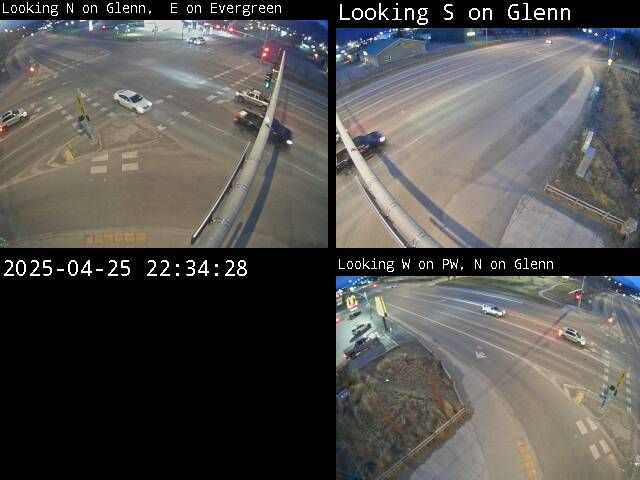 Looking N on Glenn, E on Evergreen
Looking S on Glenn
2025-04-25 22:34:28
Looking W on PW, N on Glenn